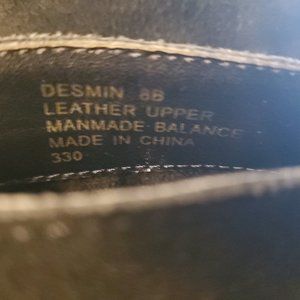 DESMIN 8B
LEATHER UPPER
MANMADE BALANCE
MADE IN CHINA
330